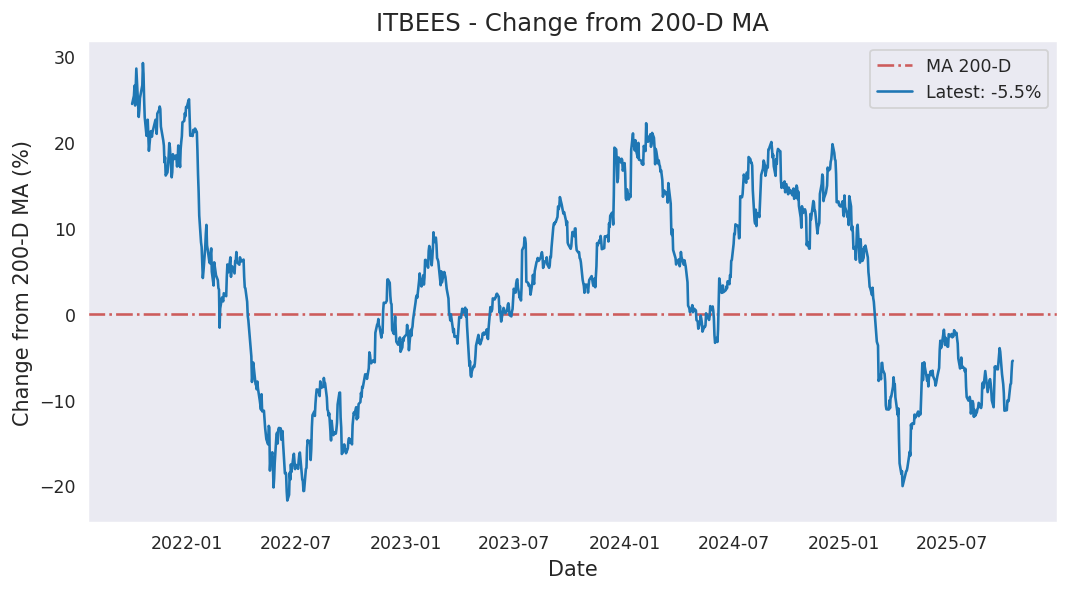 ITBEES - Change from 200-D MA
MA 200-D
Latest: -5.5%
Change from 200-D MA (%)
30
20
10
0
−10
−20
2022-01
2022-07
2023-01
2023-07
2024-01
2024-07
2025-01
2025-07
Date